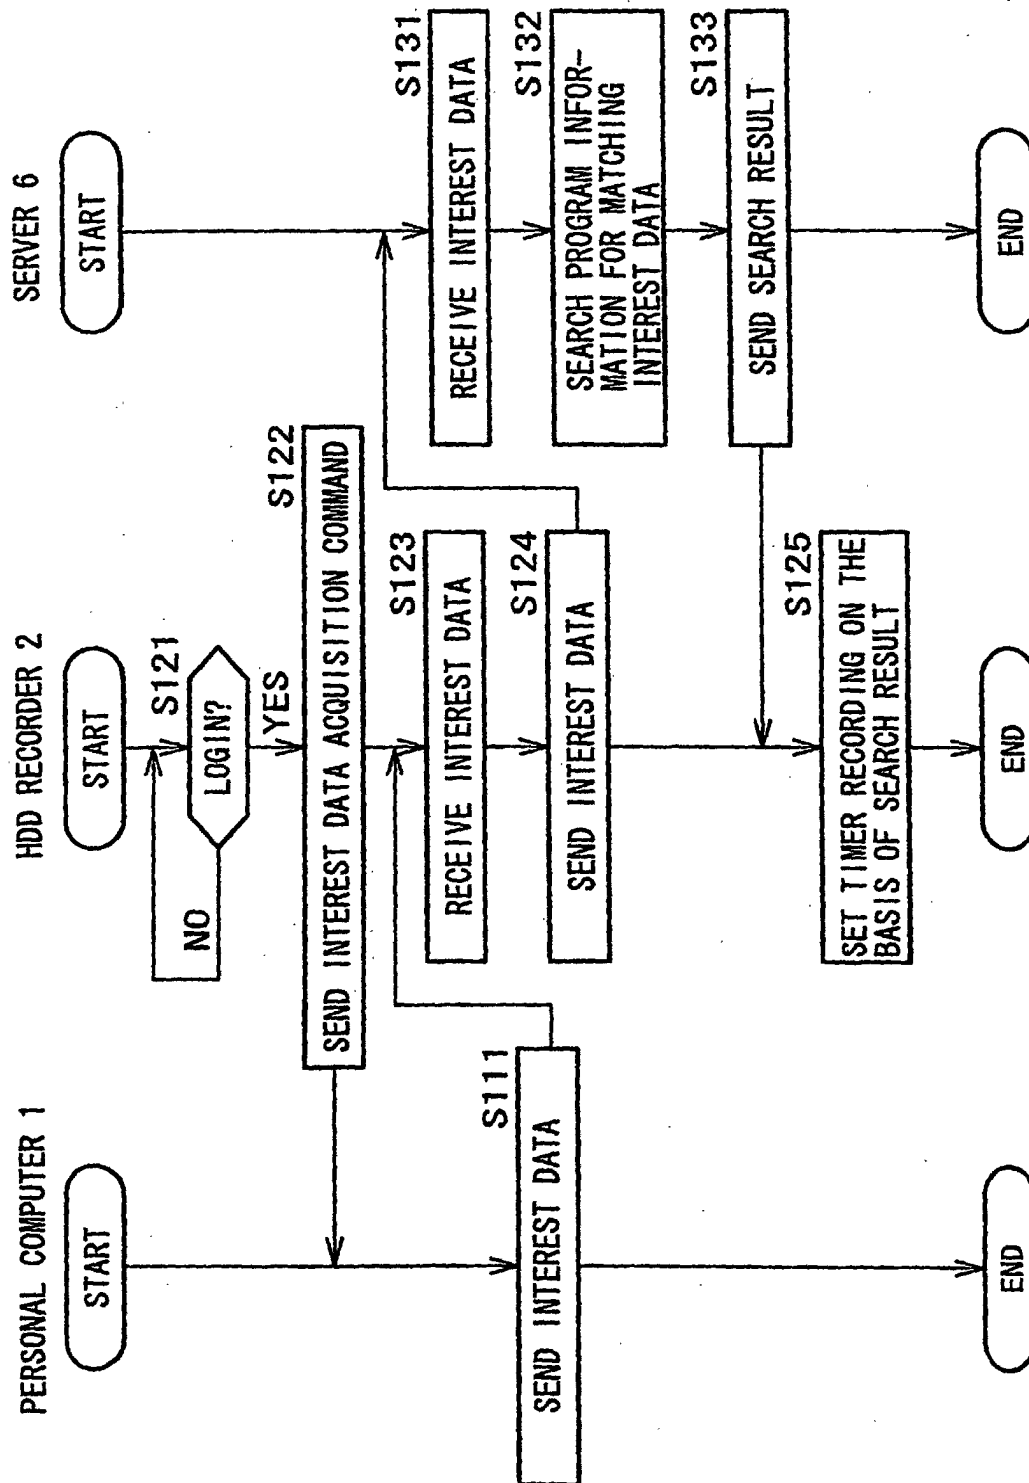 PERSONAL COMPUTER 1
START
S111
SEND INTEREST DATA
END
HDD RECORDER 2
START
S121
LOGIN?
NO
YES
S122
SEND INTEREST DATA ACQUISITION COMMAND
S123
RECEIVE INTEREST DATA
S124
SEND INTEREST DATA
S125
SET TIMER RECORDING ON THE
BASIS OF SEARCH RESULT
END
SERVER 6
START
S131
RECEIVE INTEREST DATA
S132
SEARCH PROGRAM INFOR-
MATION FOR MATCHING
INTEREST DATA
S133
SEND SEARCH RESULT
END